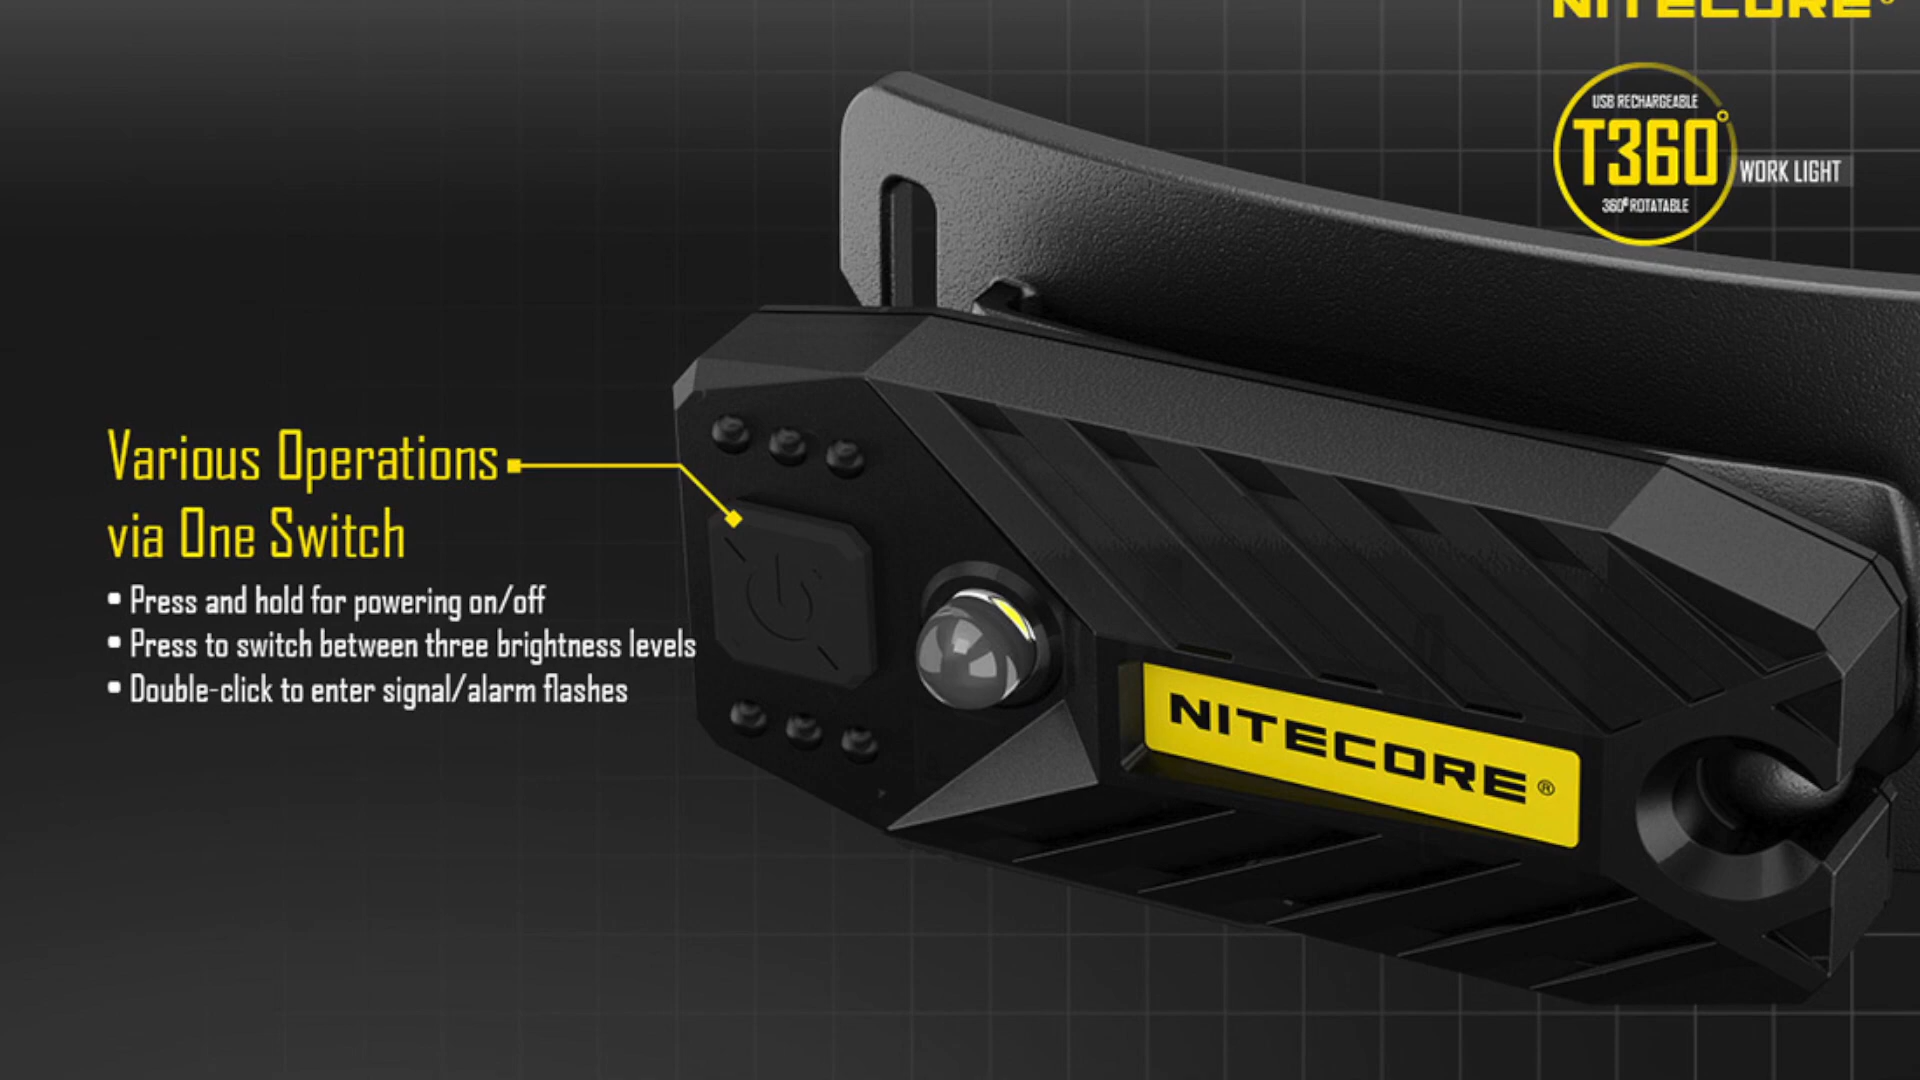 NITECORE®
USB RECHARGEABLE
T360°
WORK LIGHT
360° ROTATABLE
Various Operations
via One Switch
▪ Press and hold for powering on/off
▪ Press to switch between three brightness levels
▪ Double-click to enter signal/alarm flashes
NITECORE®